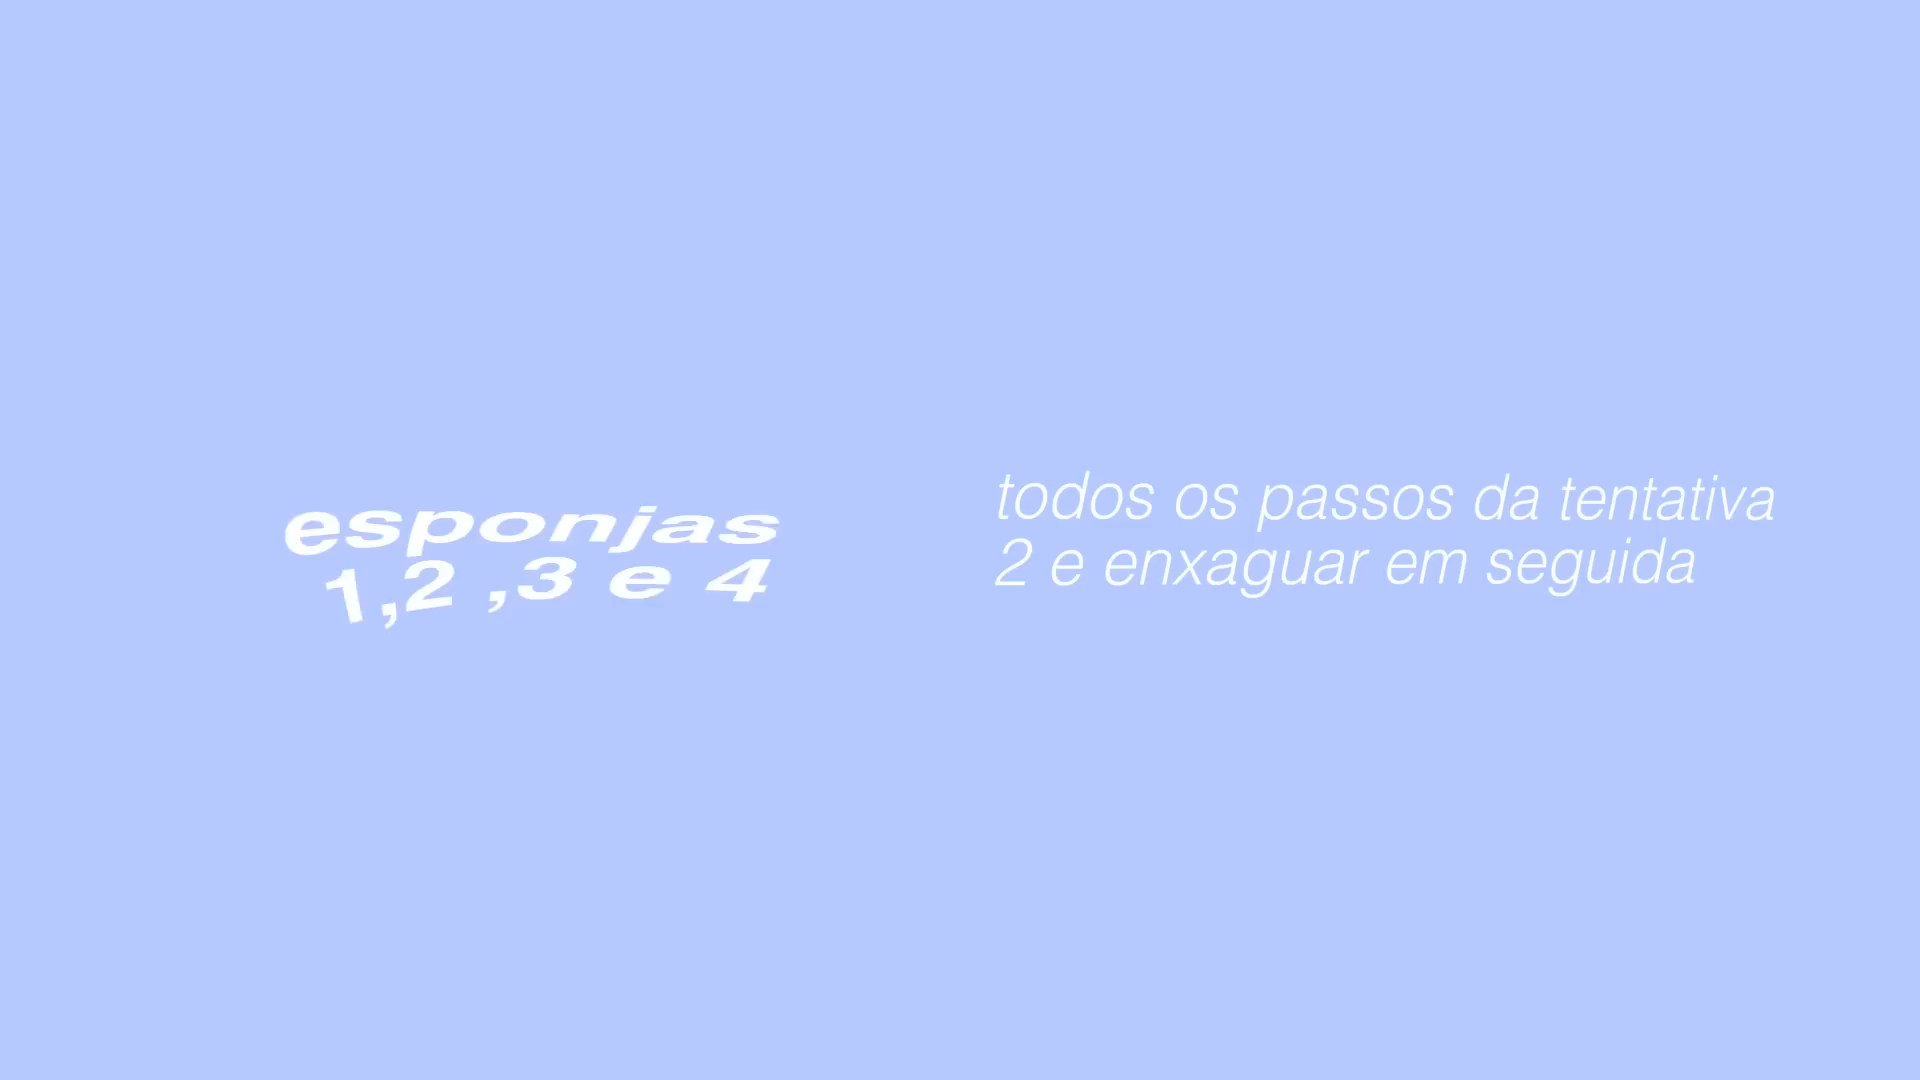 esponjas
1,2 ,3 e 4
todos os passos da tentativa
2 e enxaguar em seguida